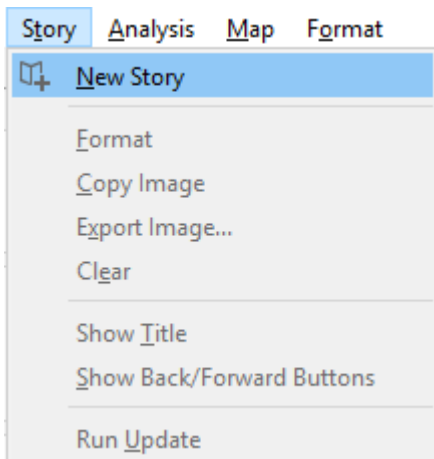 Story Analysis Map Format
New Story
Format
Copy Image
Export Image...
Clear
Show Title
Show Back/Forward Buttons
Run Update